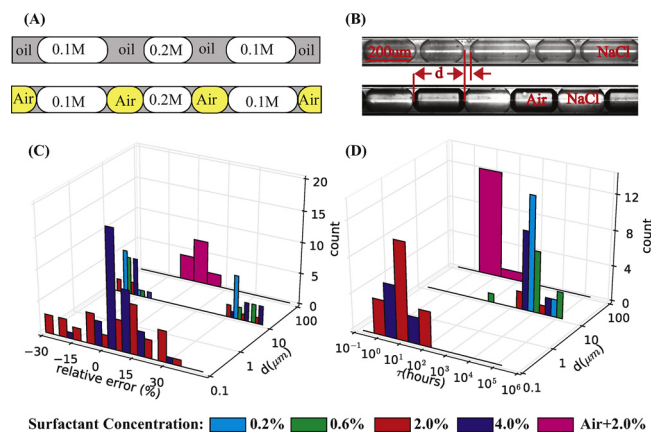 (A)
oil 0.1M oil 0.2M oil 0.1M oil
Air 0.1M Air 0.2M Air 0.1M Air
(B)
200um NaCl
d
Air NaCl
(C)
20
15
10
5
0
count
100
10
1
0.1
d(μm)
−30 −15 0 15 30
relative error (%)
(D)
12
8
4
0
count
100
10
1
0.1
d(μm)
10⁻¹ 10⁰ 10¹ 10² 10³ 10⁴ 10⁵ 10⁶
τ(hours)
Surfactant Concentration: 0.2% 0.6% 2.0% 4.0% Air+2.0%